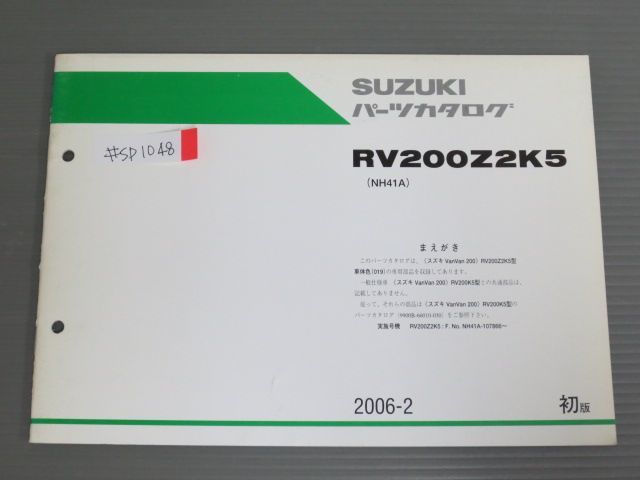 SUZUKI
パーツカタログ
#SP1048
RV200Z2K5
(NH41A)
まえがき
このパーツカタログは、(スズキ VanVan 200) RV200Z2K5型
車体色(019)の専用部品を収録してあります。
一般仕様車 (スズキ VanVan 200) RV200K5型との共通部品は、
記載してありません。
従って、それらの部品は(スズキ VanVan 200) RV200K5型の
パーツカタログ (9900B-68010-010) をご参照下さい。
実施号機 RV200Z2K5 : F. No. NH41A-107866〜
2006-2
初版